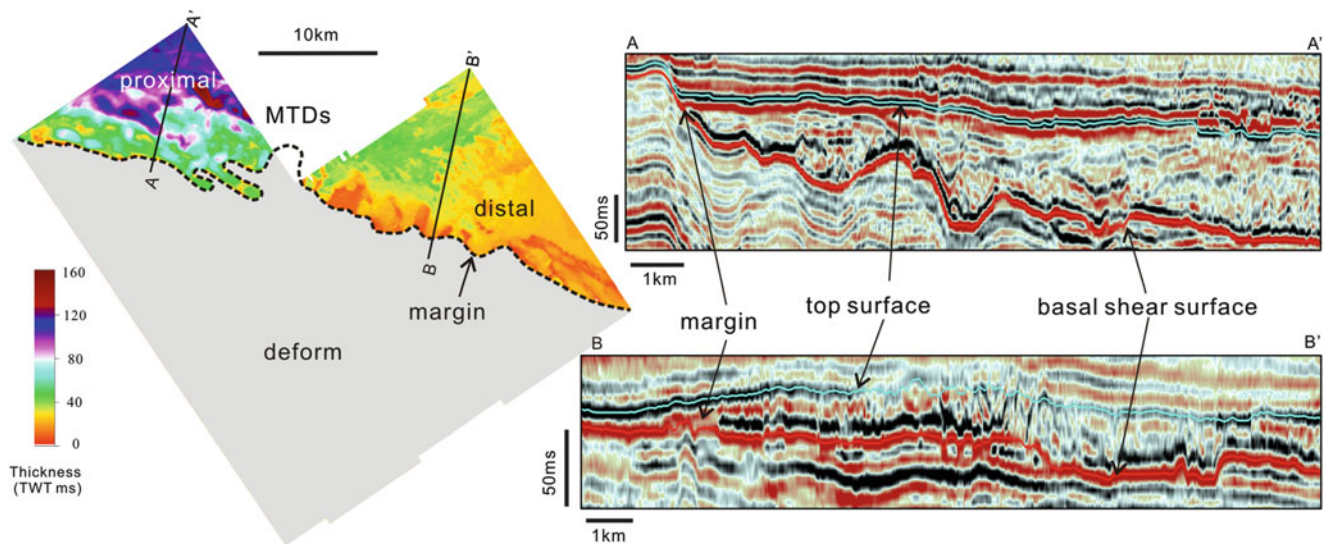 A'
10km
proximal
MTDs
A
B'
distal
B
margin
deform
160
120
80
40
0
Thickness
(TWT ms)
A
A'
50ms
1km
margin
top surface
basal shear surface
B
B'
50ms
1km